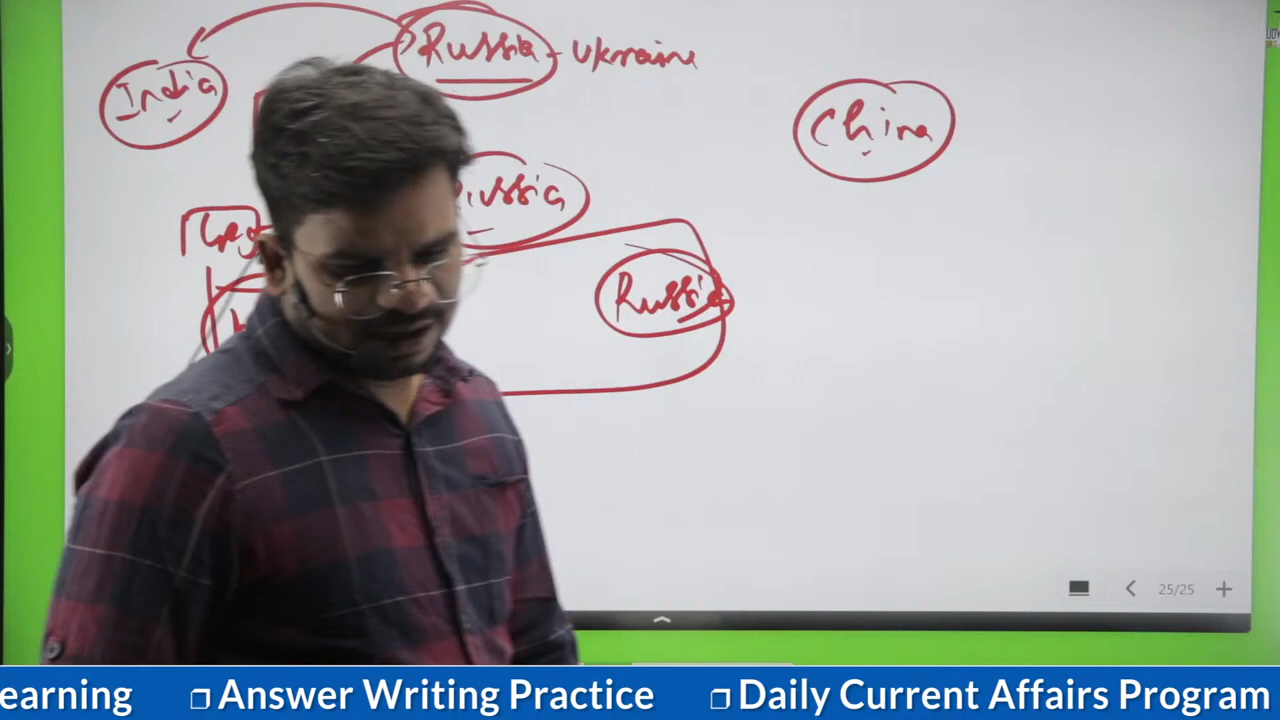 Russia - Ukraine
India
China
Russia
Russia
25/25
earning ❐ Answer Writing Practice ❐ Daily Current Affairs Program